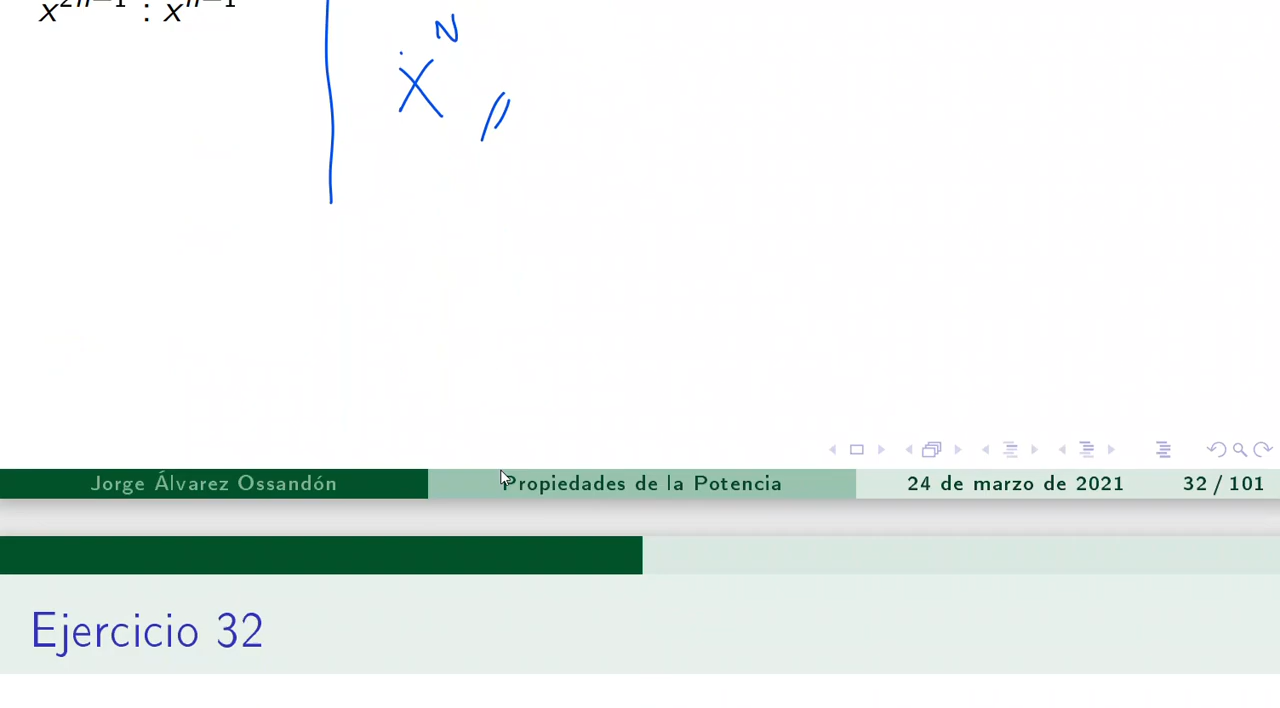 x^{2n-1} : x^{n-1}
X^N
Jorge Álvarez Ossandón Propiedades de la Potencia 24 de marzo de 2021 32 / 101
Ejercicio 32